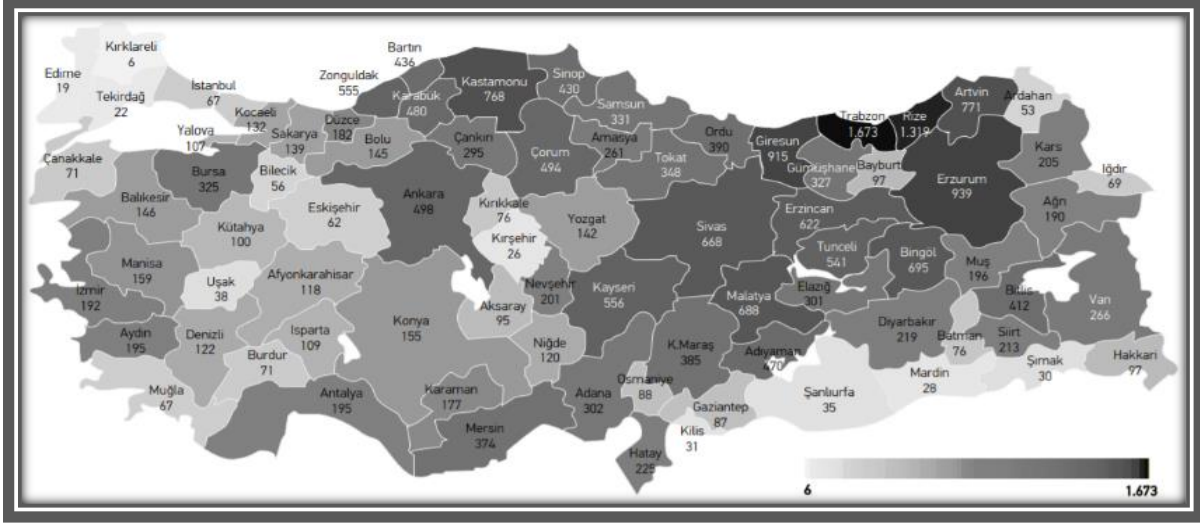 Kırklareli
6
Edirne
19
Tekirdağ
22
İstanbul
67
Kocaeli
132
Yalova
107
Sakarya
139
Düzce
182
Zonguldak
555
Bartın
436
Karabük
480
Kastamonu
768
Sinop
430
Samsun
331
Bolu
145
Çankırı
295
Çorum
494
Amasya
261
Tokat
348
Ordu
390
Giresun
915
Trabzon
1.673
Rize
1.319
Artvin
771
Ardahan
53
Gümüşhane
327
Bayburt
97
Erzurum
939
Kars
205
Iğdır
69
Ağrı
190
Çanakkale
71
Balıkesir
146
Bursa
325
Bilecik
56
Kütahya
100
Eskişehir
62
Ankara
498
Kırıkkale
76
Kırşehir
26
Yozgat
142
Sivas
668
Erzincan
622
Tunceli
541
Bingöl
695
Muş
196
Bitlis
412
Van
266
Manisa
159
Uşak
38
Afyonkarahisar
118
İzmir
192
Aydın
195
Denizli
122
Isparta
109
Burdur
71
Muğla
67
Antalya
195
Konya
155
Aksaray
95
Nevşehir
201
Kayseri
556
Niğde
120
Karaman
177
Mersin
374
Adana
302
Osmaniye
88
K.Maraş
385
Malatya
688
Elazığ
301
Adıyaman
470
Diyarbakır
219
Batman
76
Siirt
213
Şırnak
30
Hakkari
97
Mardin
28
Şanlıurfa
35
Gaziantep
87
Kilis
31
Hatay
225
6
1.673